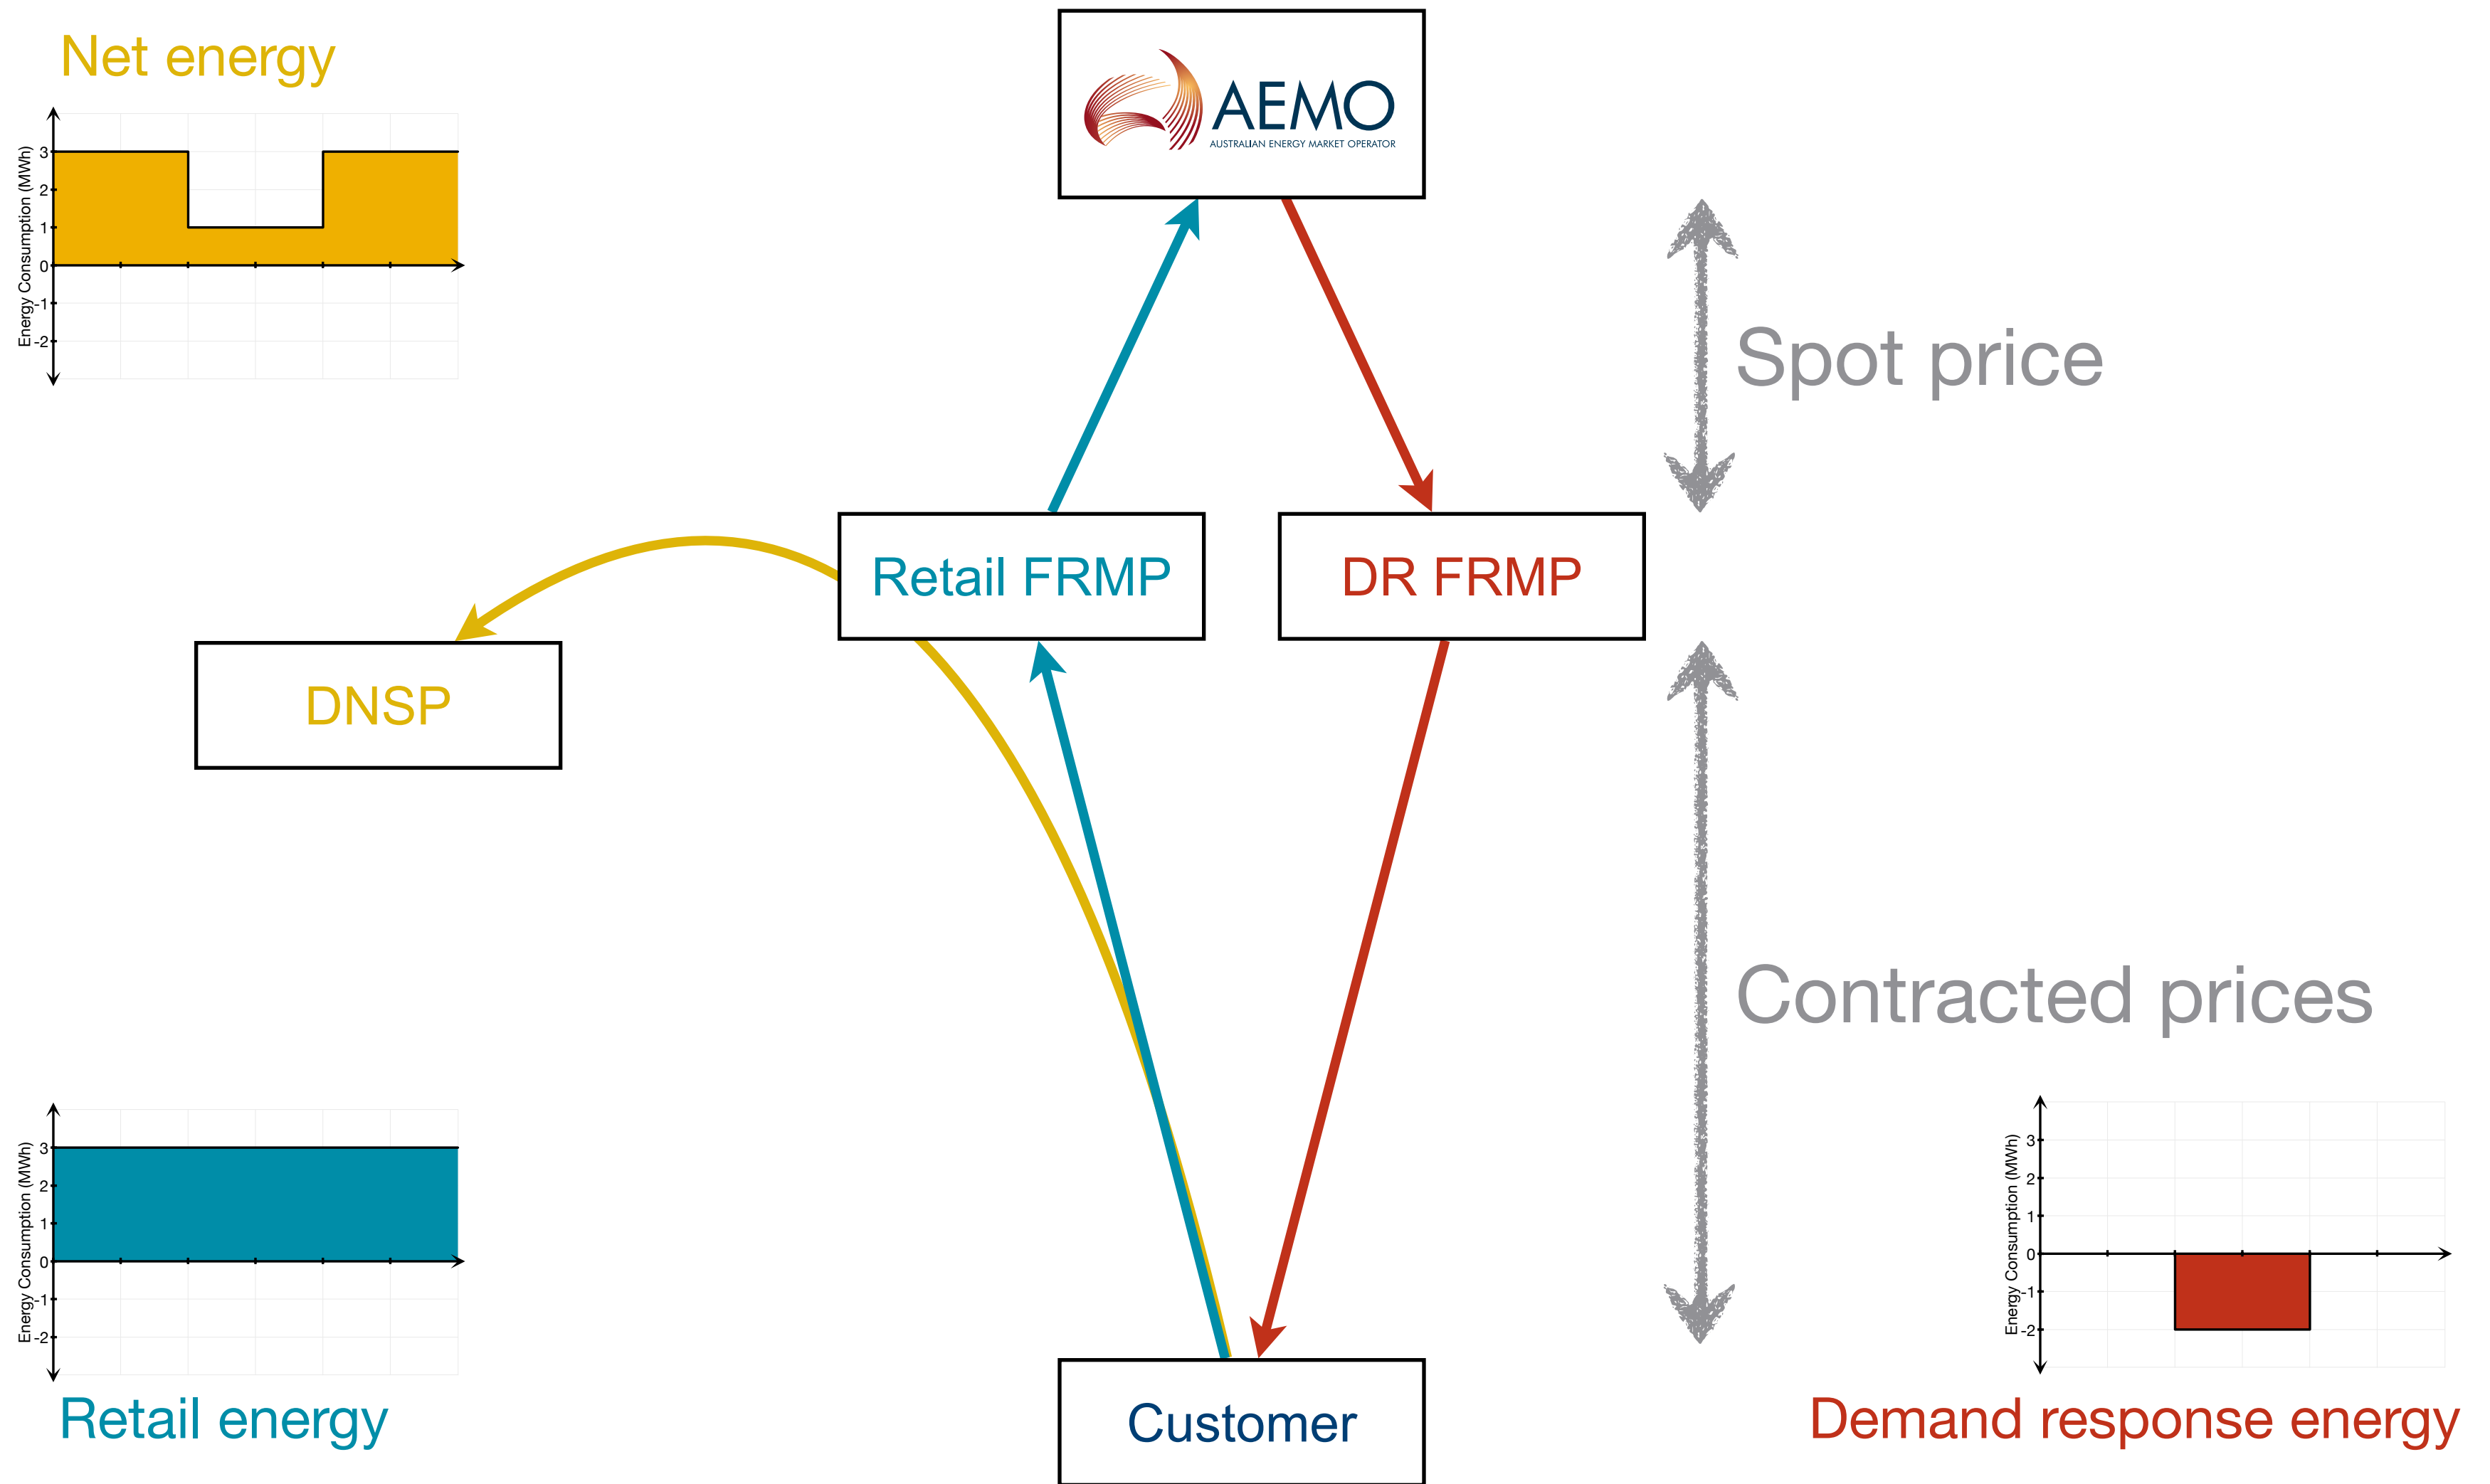 Net energy
Energy Consumption (MWh)
3
2
1
0
-1
-2
AEMO
AUSTRALIAN ENERGY MARKET OPERATOR
Spot price
Retail FRMP
DR FRMP
DNSP
Contracted prices
Energy Consumption (MWh)
3
2
1
0
-1
-2
Retail energy
Customer
Energy Consumption (MWh)
3
2
1
0
-1
-2
Demand response energy